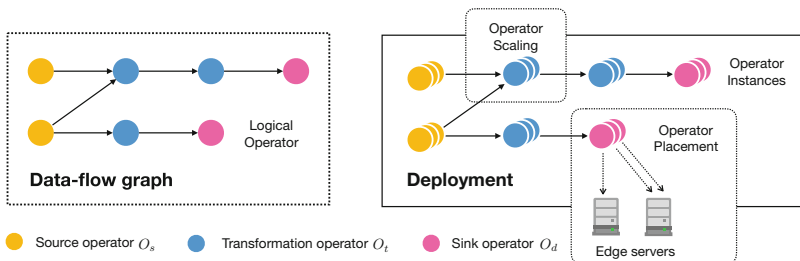 Operator
Scaling
Operator
Instances
Logical
Operator
Operator
Placement
Data-flow graph
Deployment
Source operator O_s
Transformation operator O_t
Sink operator O_d
Edge servers